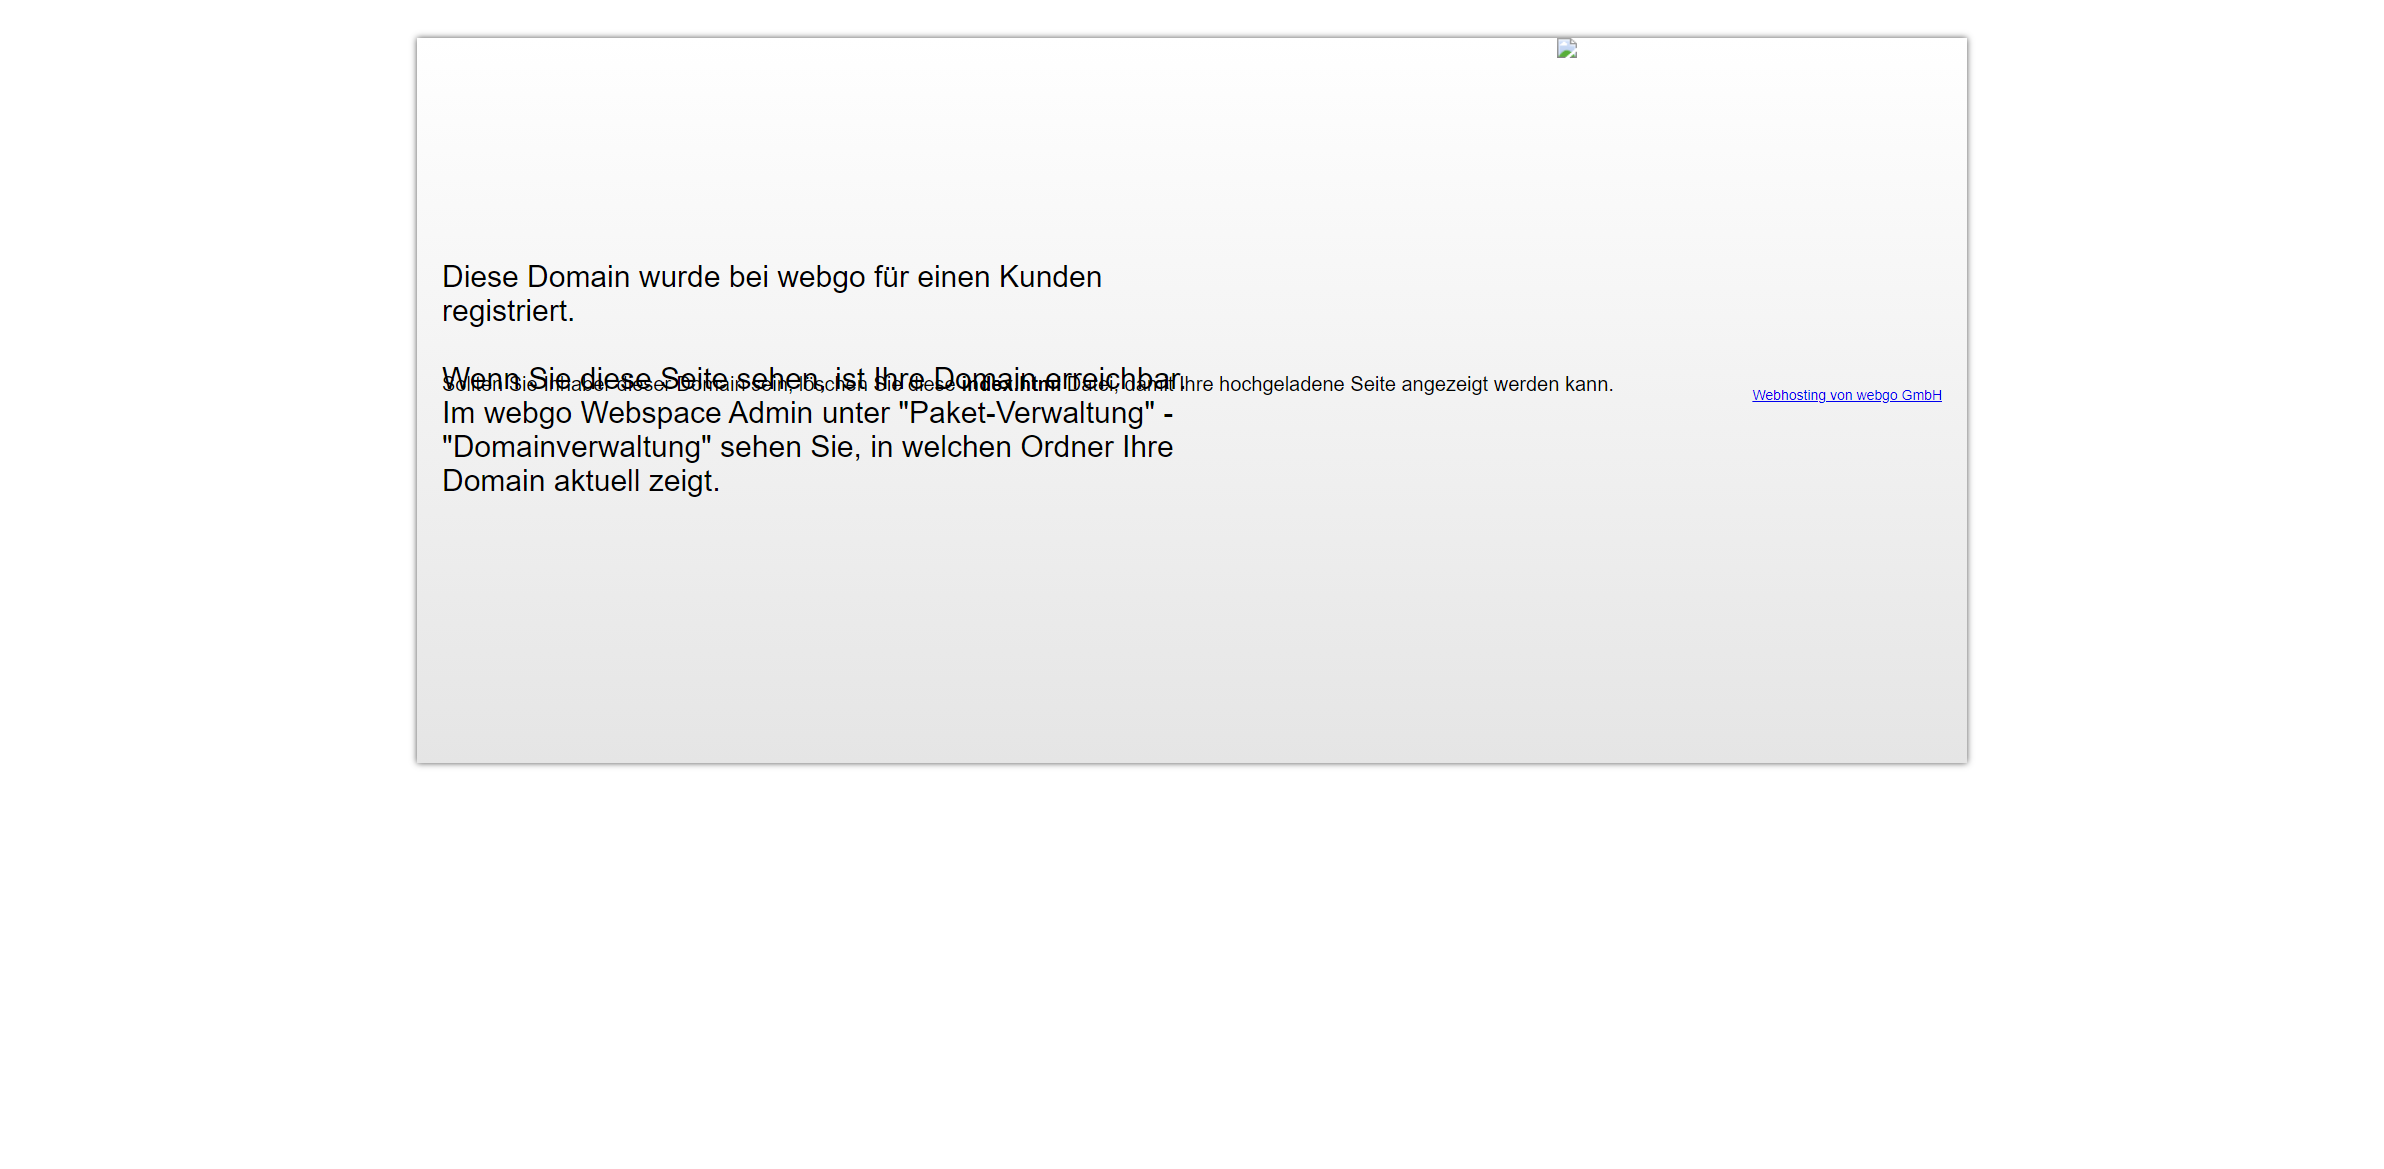 Diese Domain wurde bei webgo für einen Kunden
registriert.
Wenn Sie diese Seite sehen, ist Ihre Domain erreichbar.
Sollten Sie Inhaber dieser Domain sein, löschen Sie diese index.html Datei, damit Ihre hochgeladene Seite angezeigt werden kann.
Webhosting von webgo GmbH
Im webgo Webspace Admin unter "Paket-Verwaltung" -
"Domainverwaltung" sehen Sie, in welchen Ordner Ihre
Domain aktuell zeigt.